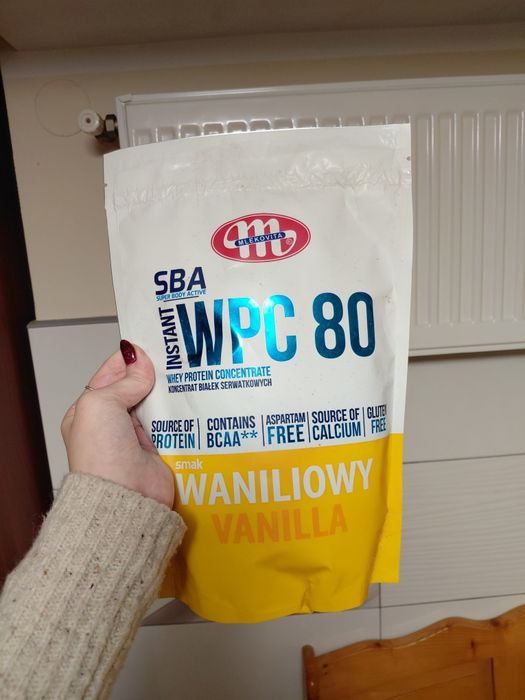 MLEKOVITA
SBA
SUPER BODY ACTIVE
INSTANT
WPC 80
WHEY PROTEIN CONCENTRATE
KONCENTRAT BIAŁEK SERWATKOWYCH
SOURCE OF PROTEIN
CONTAINS BCAA**
ASPARTAM FREE
SOURCE OF CALCIUM
GLUTEN FREE
smak
WANILIOWY
VANILLA